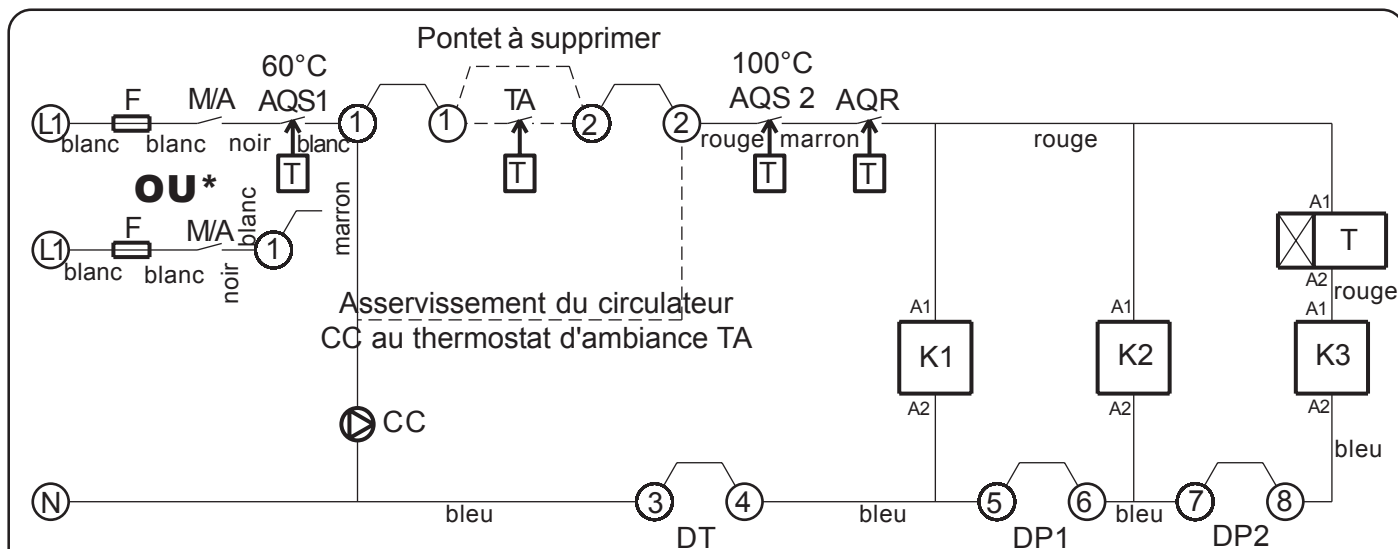 Pontet à supprimer
60°C
100°C
F M/A AQS1 TA AQS 2 AQR
L1 1 1 2 2
blanc blanc noir blanc rouge marron rouge
T T T T
OU*
A1
F M/A blanc marron
L1 1 T
blanc blanc noir
A2 rouge
Asservissement du circulateur
CC au thermostat d'ambiance TA
A1 A1 A1
K1 K2 K3
A2 A2 A2
CC
bleu
N 3 4 5 6 7 8
bleu bleu bleu
DT DP1 DP2